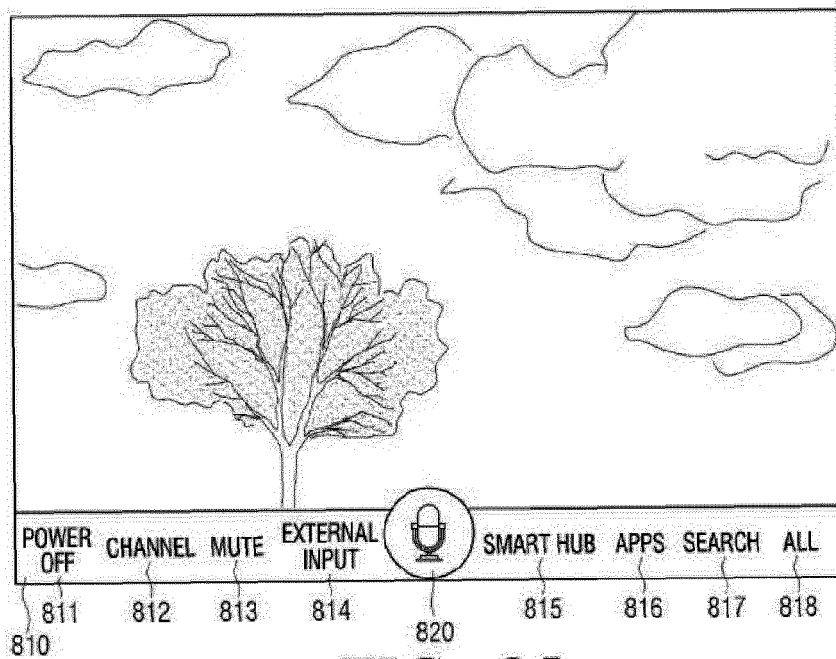 POWER OFF CHANNEL MUTE EXTERNAL INPUT SMART HUB APPS SEARCH ALL
811 812 813 814 820 815 816 817 818
810